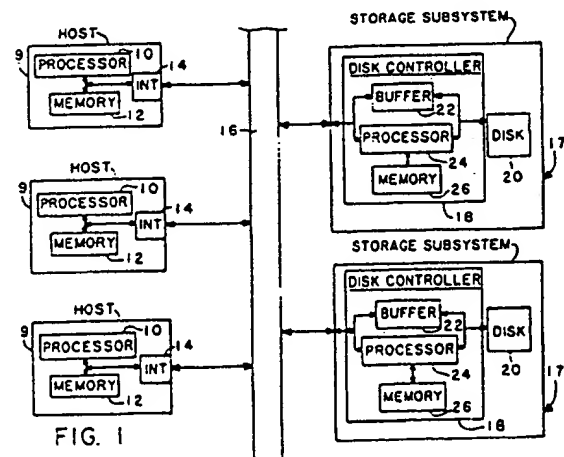 HOST
9
10
PROCESSOR
14
INT
MEMORY
12
HOST
9
10
PROCESSOR
14
INT
MEMORY
12
HOST
9
10
PROCESSOR
14
INT
MEMORY
12
FIG. 1
16
STORAGE SUBSYSTEM
DISK CONTROLLER
BUFFER
22
PROCESSOR
24
MEMORY
26
18
DISK
20
17
STORAGE SUBSYSTEM
DISK CONTROLLER
BUFFER
22
PROCESSOR
24
MEMORY
26
18
DISK
20
17